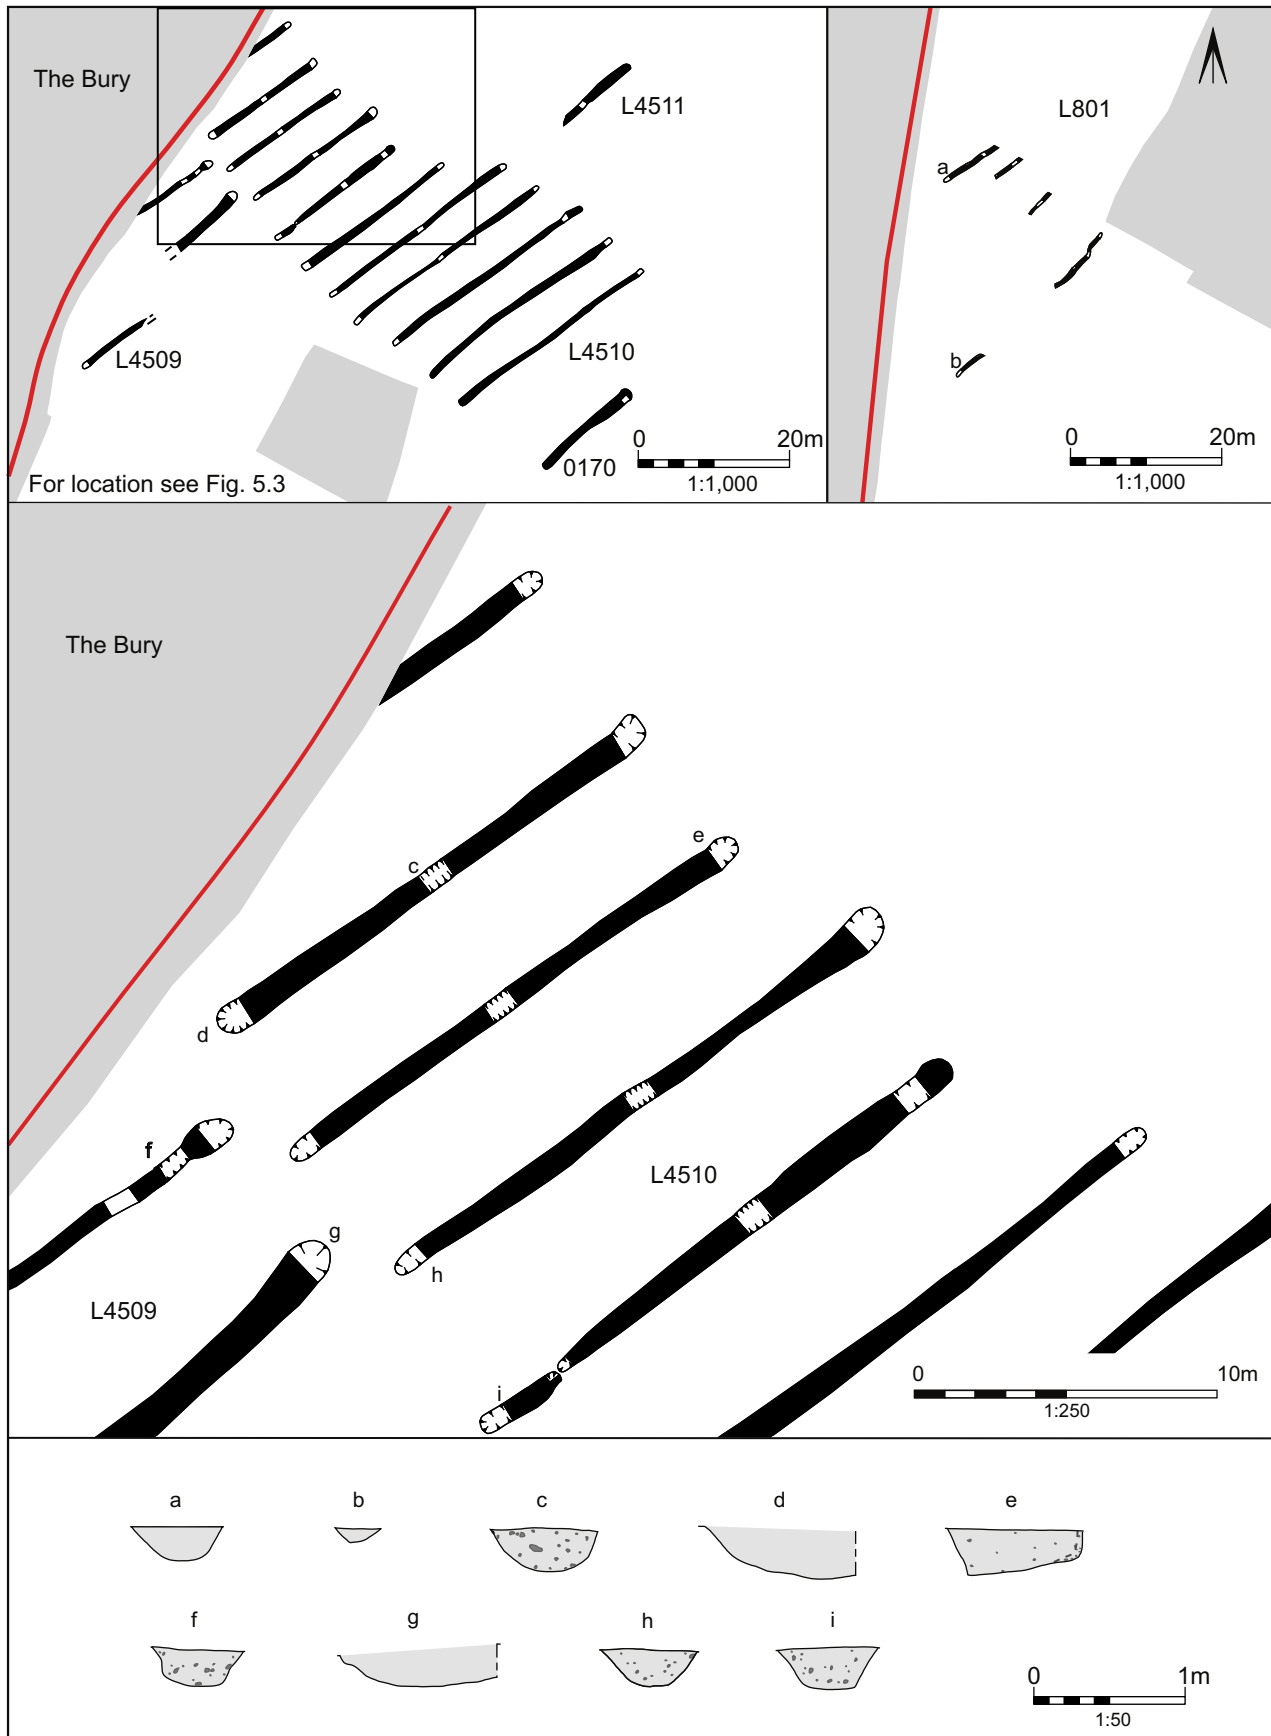 The Bury
L4511
L4509
L4510
0170
0 20m
1:1,000
For location see Fig. 5.3
L801
a
b
0 20m
1:1,000
The Bury
c
e
d
f
g
h
i
L4510
L4509
0 10m
1:250
a b c d e
f g h i
0 1m
1:50